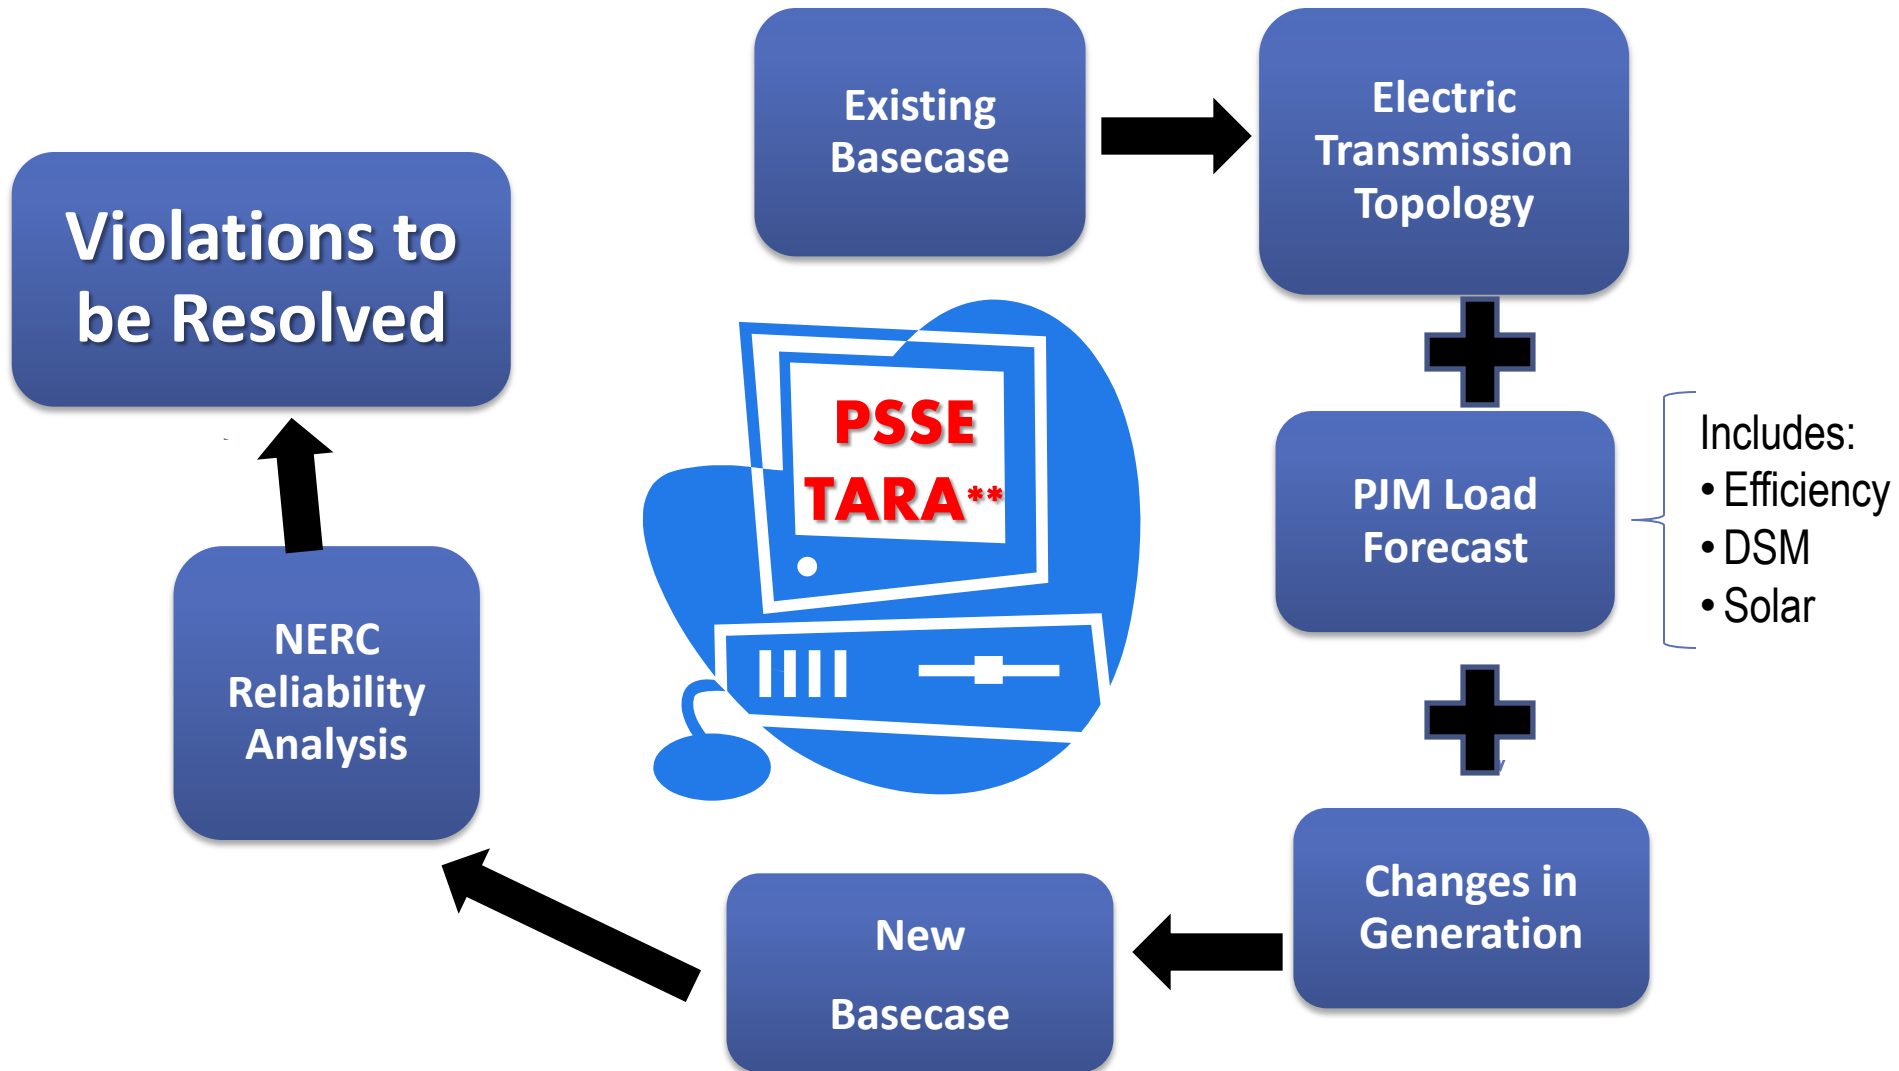 Existing
Basecase
Electric
Transmission
Topology
Violations to
be Resolved
PSSE
TARA**
PJM Load
Forecast
Includes:
• Efficiency
• DSM
• Solar
NERC
Reliability
Analysis
Changes in
Generation
New
Basecase